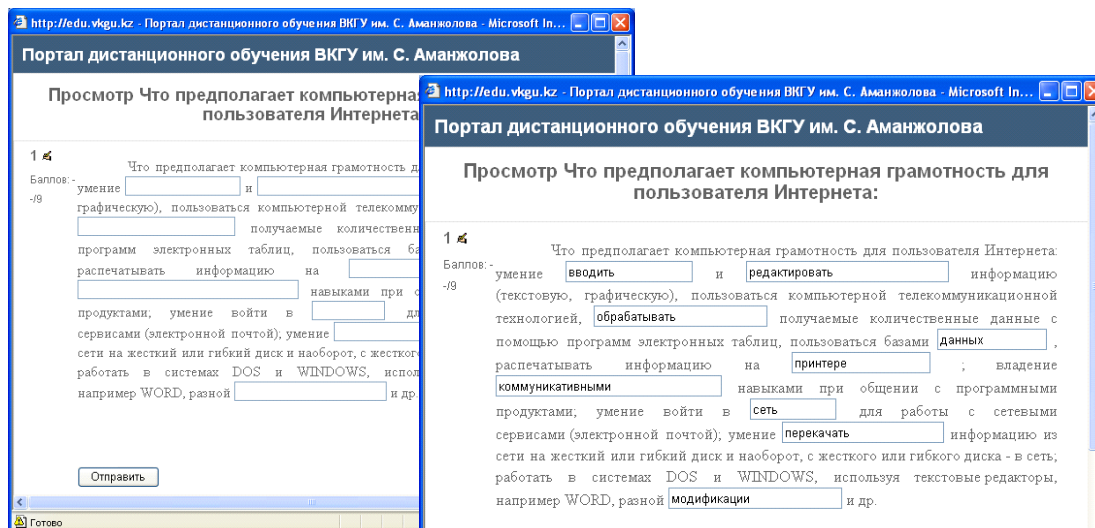 http://edu.vkgu.kz - Портал дистанционного обучения ВКГУ им. С. Аманжолова - Microsoft In...
Портал дистанционного обучения ВКГУ им. С. Аманжолова
Просмотр Что предполагает компьютерна
пользователя Интернета
1
Баллов: -
-/9
Что предполагает компьютерная грамотность д
умение и
графическую), пользоваться компьютерной телекомму
получаемые количественн
программ электронных таблиц, пользоваться ба
распечатывать информацию на
навыками при о
продуктами; умение войти в дл
сервисами (электронной почтой); умение
сети на жесткий или гибкий диск и наоборот, с жесткого
работать в системах DOS и WINDOWS, испол
например WORD, разной и др.
Отправить
Готово
http://edu.vkgu.kz - Портал дистанционного обучения ВКГУ им. С. Аманжолова - Microsoft In...
Портал дистанционного обучения ВКГУ им. С. Аманжолова
Просмотр Что предполагает компьютерная грамотность для
пользователя Интернета:
1
Баллов: -
-/9
Что предполагает компьютерная грамотность для пользователя Интернета:
умение вводить и редактировать информацию
(текстовую, графическую), пользоваться компьютерной телекоммуникационной
технологией, обрабатывать получаемые количественные данные с
помощью программ электронных таблиц, пользоваться базами данных ,
распечатывать информацию на принтере ; владение
коммуникативными навыками при общении с программными
продуктами; умение войти в сеть для работы с сетевыми
сервисами (электронной почтой); умение перекачать информацию из
сети на жесткий или гибкий диск и наоборот, с жесткого или гибкого диска - в сеть;
работать в системах DOS и WINDOWS, используя текстовые редакторы,
например WORD, разной модификации и др.